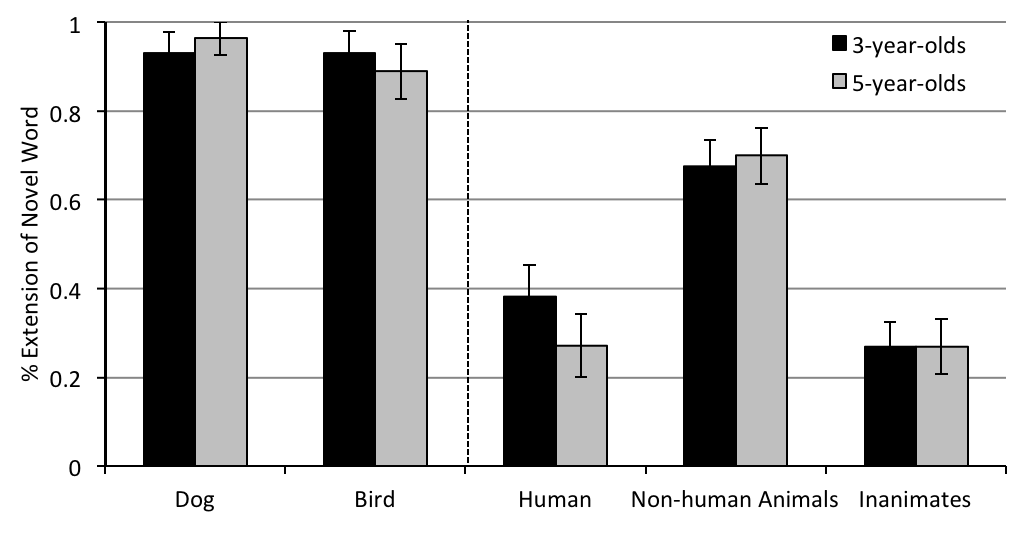 % Extension of Novel Word
1
0.8
0.6
0.4
0.2
0
3-year-olds
5-year-olds
Dog Bird Human Non-human Animals Inanimates